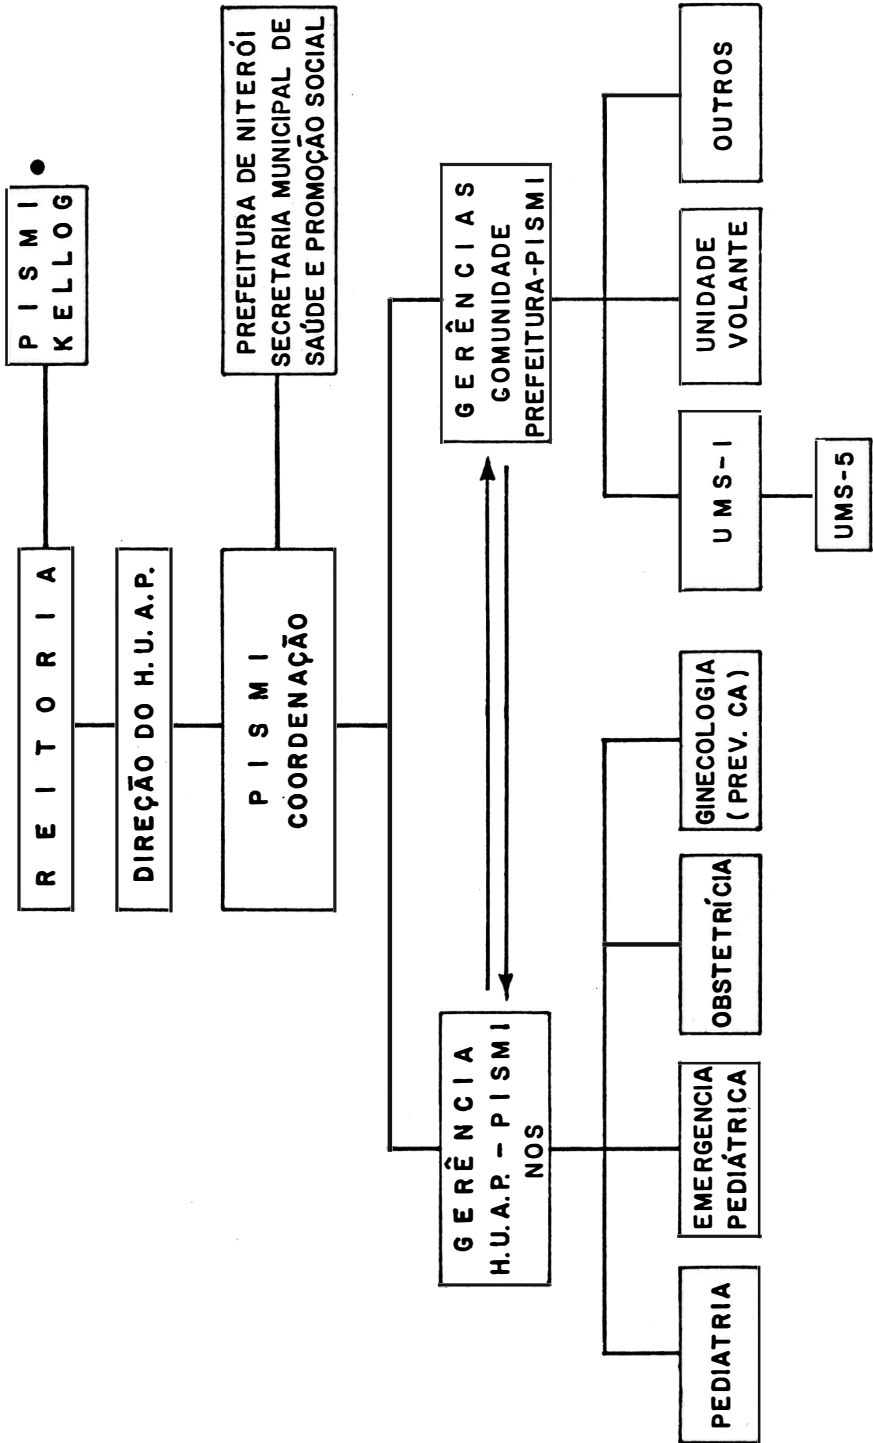 REITORIA
PISMI
KELLOG
DIREÇÃO DO H.U.A.P.
PISMI
COORDENAÇÃO
PREFEITURA DE NITERÓI
SECRETARIA MUNICIPAL DE
SAÚDE E PROMOÇÃO SOCIAL
GERÊNCIA
H.U.A.P. – PISMI
NOS
GERÊNCIAS
COMUNIDADE
PREFEITURA-PISMI
PEDIATRIA
EMERGENCIA
PEDIÁTRICA
OBSTETRÍCIA
GINECOLOGIA
(PREV. CA)
UMS-I
UNIDADE
VOLANTE
OUTROS
UMS-5